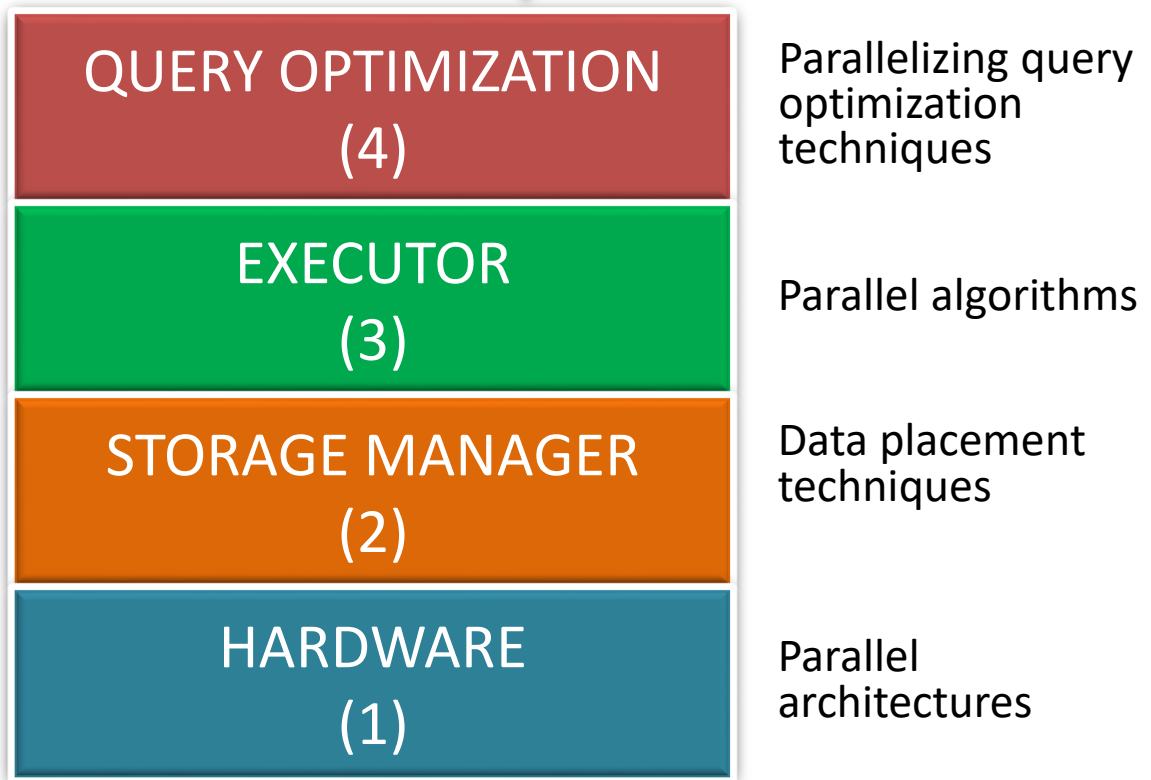 QUERY OPTIMIZATION
(4)
Parallelizing query
optimization
techniques
EXECUTOR
(3)
Parallel algorithms
STORAGE MANAGER
(2)
Data placement
techniques
HARDWARE
(1)
Parallel
architectures